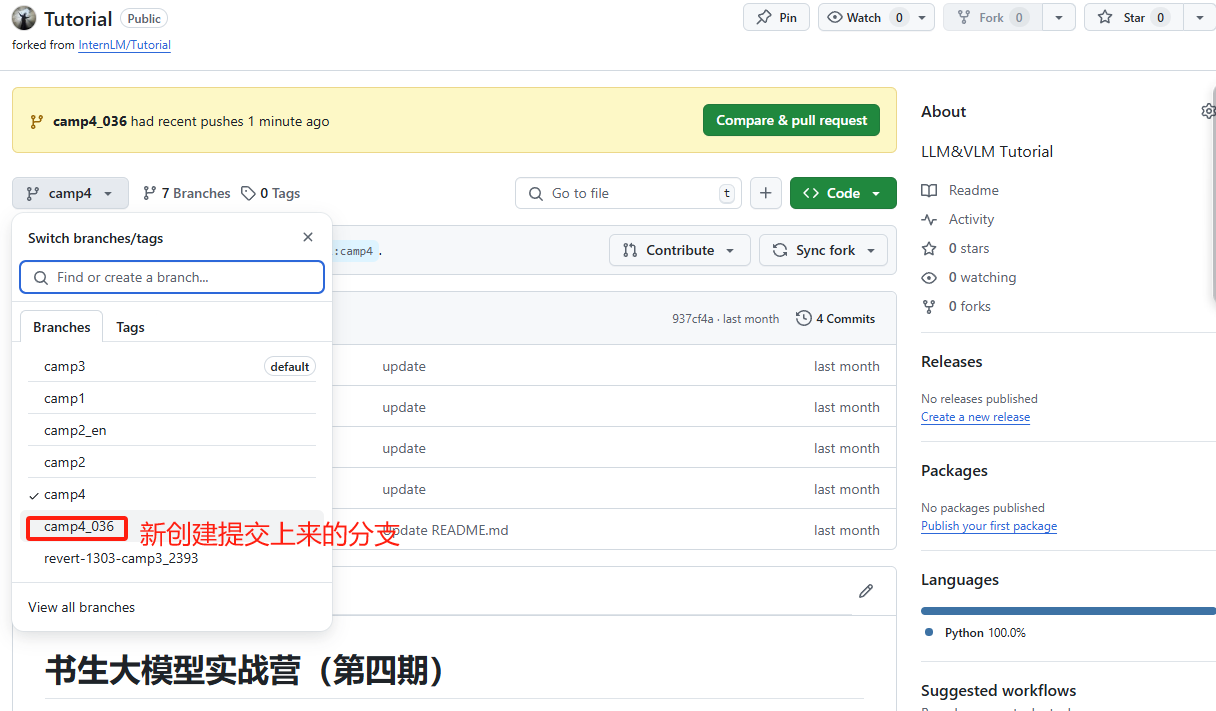 Tutorial Public
Pin
Watch 0
Fork 0
Star 0
forked from InternLM/Tutorial
camp4_036 had recent pushes 1 minute ago
Compare & pull request
camp4
7 Branches
0 Tags
Go to file t
Code
Switch branches/tags
Find or create a branch...
Branches
Tags
camp3 default
camp1
camp2_en
camp2
camp4
camp4_036
新创建提交上来的分支
revert-1303-camp3_2393
View all branches
:camp4 .
Contribute
Sync fork
937cf4a · last month
4 Commits
update last month
update last month
update last month
update last month
Update README.md last month
书生大模型实战营（第四期）
About
LLM&VLM Tutorial
Readme
Activity
0 stars
0 watching
0 forks
Releases
No releases published
Create a new release
Packages
No packages published
Publish your first package
Languages
Python 100.0%
Suggested workflows